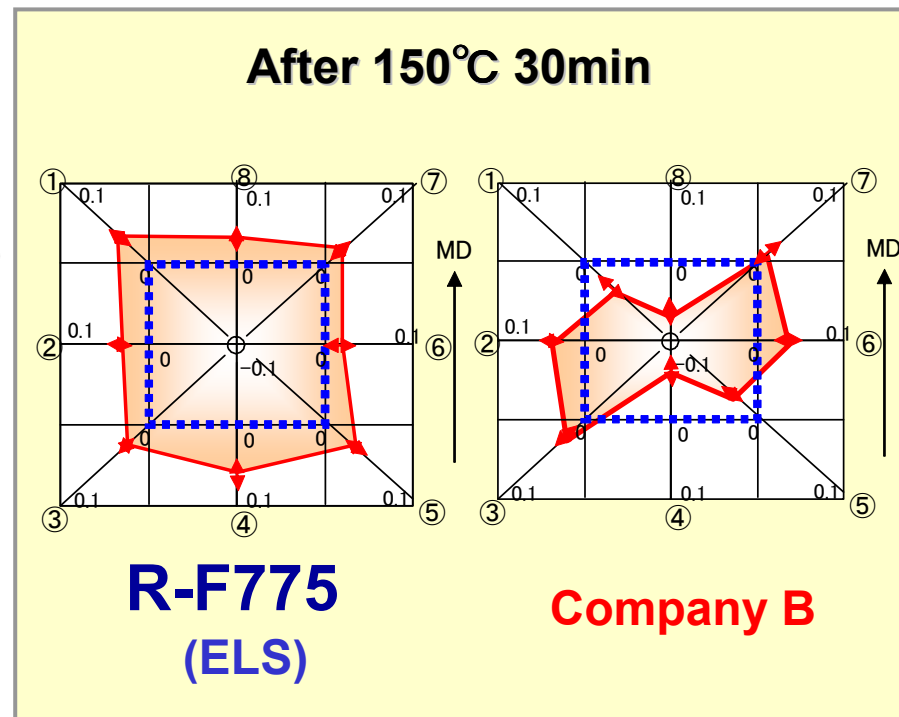 After 150℃ 30min
① 0.1 ⑧ 0.1 0.1 ⑦
MD
0 0 0
② 0.1 0 -0.1 0 0.1 ⑥
0 0 0
③ 0.1 0.1 ④ 0.1 ⑤
R-F775
(ELS)
① 0.1 ⑧ 0.1 0.1 ⑦
MD
0 0 0
② 0.1 0 -0.1 0 0.1 ⑥
0 0 0
③ 0.1 0.1 ④ 0.1 ⑤
Company B